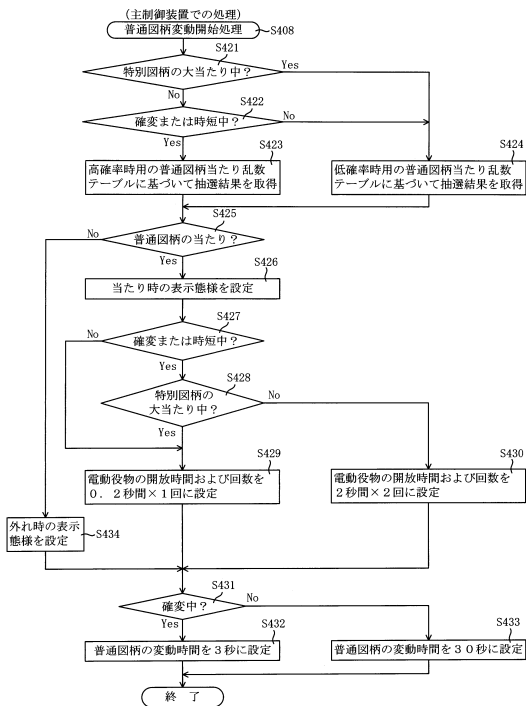 (主制御装置での処理)
普通図柄変動開始処理
S408
S421
特別図柄の大当たり中?
Yes
No
S422
確変または時短中?
No
Yes
S423
高確率時用の普通図柄当たり乱数
テーブルに基づいて抽選結果を取得
S424
低確率時用の普通図柄当たり乱数
テーブルに基づいて抽選結果を取得
S425
No
普通図柄の当たり?
Yes
S426
当たり時の表示態様を設定
S427
No
確変または時短中?
Yes
S428
特別図柄の
大当たり中?
No
Yes
S429
電動役物の開放時間および回数を
0.2秒間×1回に設定
S430
電動役物の開放時間および回数を
2秒間×2回に設定
外れ時の表示
態様を設定
S434
S431
確変中?
No
Yes
S432
普通図柄の変動時間を3秒に設定
S433
普通図柄の変動時間を30秒に設定
終 了